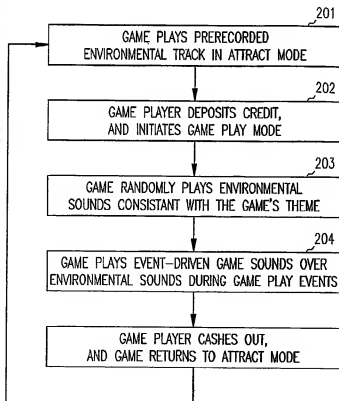 201
GAME PLAYS PRERECORDED
ENVIRONMENTAL TRACK IN ATTRACT MODE
202
GAME PLAYER DEPOSITS CREDIT,
AND INITIATES GAME PLAY MODE
203
GAME RANDOMLY PLAYS ENVIRONMENTAL
SOUNDS CONSISTANT WITH THE GAME'S THEME
204
GAME PLAYS EVENT-DRIVEN GAME SOUNDS OVER
ENVIRONMENTAL SOUNDS DURING GAME PLAY EVENTS
GAME PLAYER CASHES OUT,
AND GAME RETURNS TO ATTRACT MODE